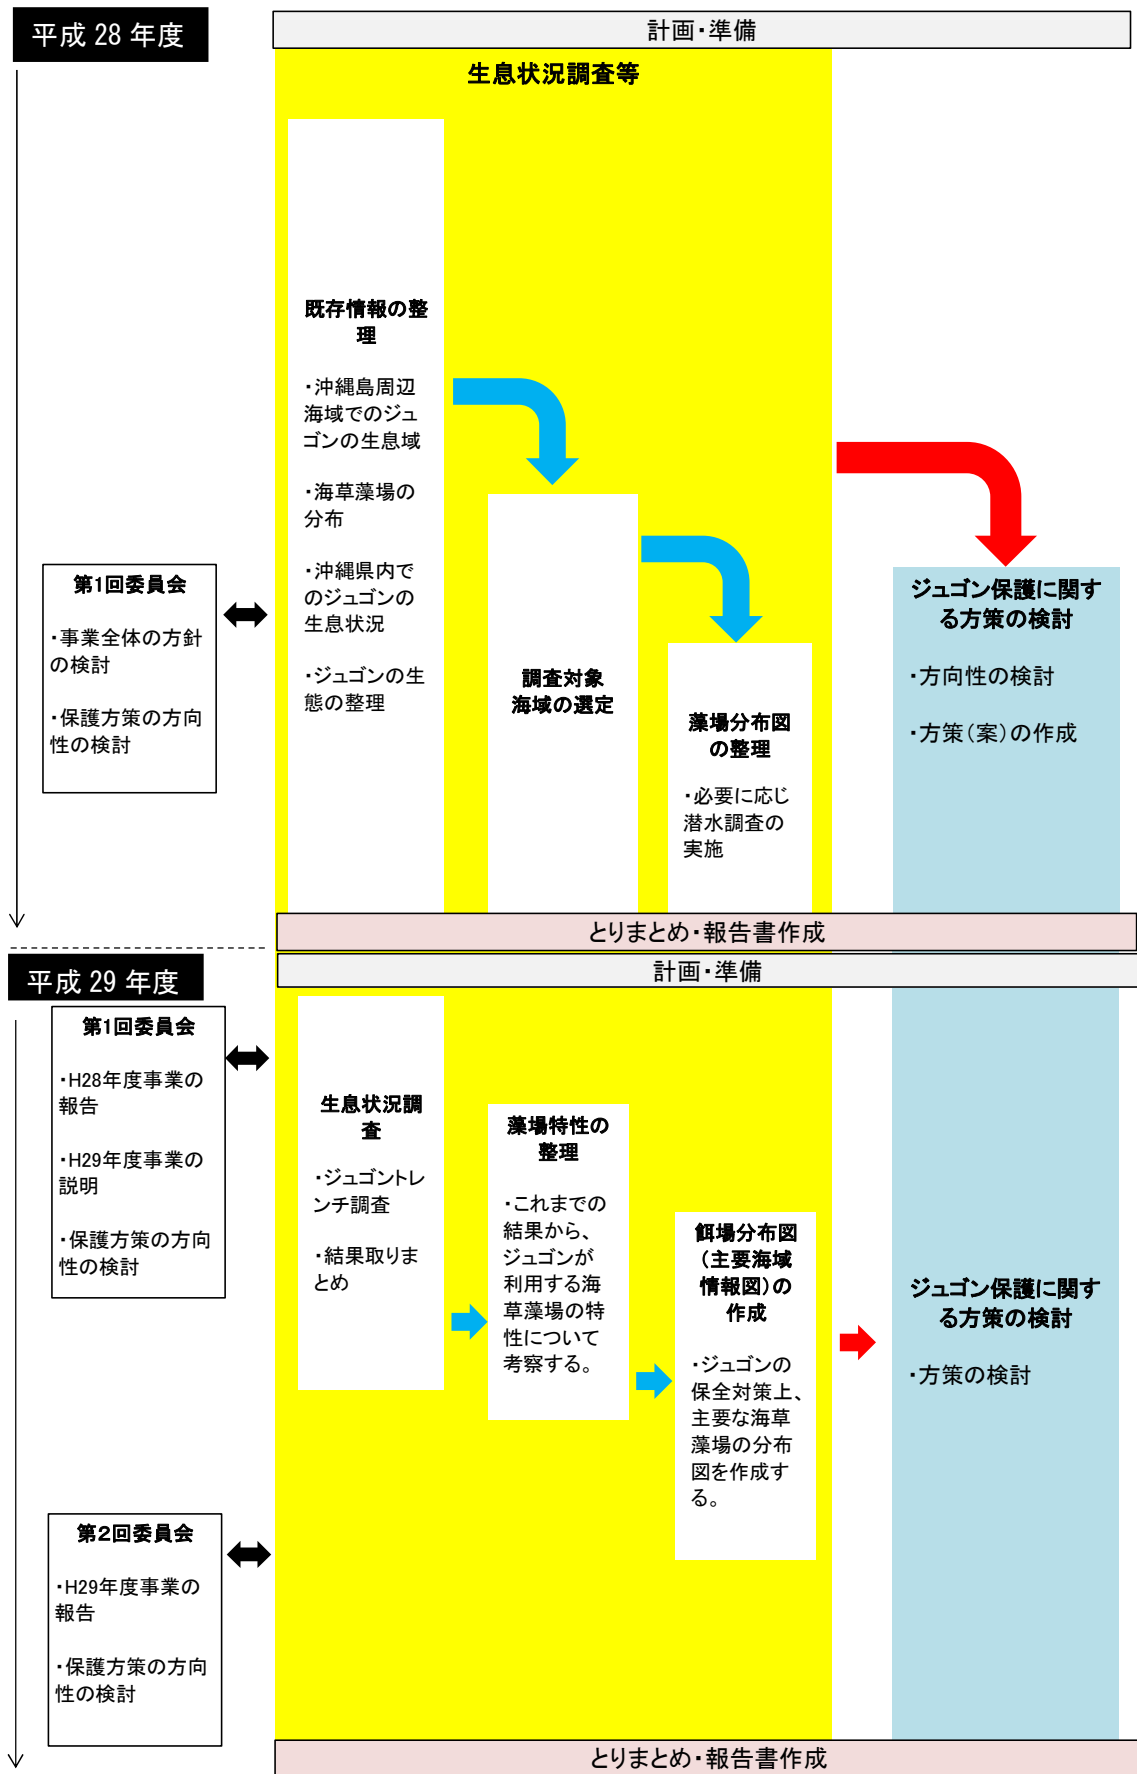 平成 28 年度
計画・準備
生息状況調査等
既存情報の整
理
・沖縄島周辺
海域でのジュ
ゴンの生息域
・海草藻場の
分布
・沖縄県内で
のジュゴンの
生息状況
・ジュゴンの生
態の整理
第1回委員会
・事業全体の方針
の検討
・保護方策の方向
性の検討
調査対象
海域の選定
藻場分布図
の整理
・必要に応じ
潜水調査の
実施
ジュゴン保護に関す
る方策の検討
・方向性の検討
・方策(案)の作成
とりまとめ・報告書作成
平成 29 年度
計画・準備
第1回委員会
・H28年度事業の
報告
・H29年度事業の
説明
・保護方策の方向
性の検討
生息状況調
査
・ジュゴントレ
ンチ調査
・結果取りま
とめ
藻場特性の
整理
・これまでの
結果から、
ジュゴンが
利用する海
草藻場の特
性について
考察する。
餌場分布図
(主要海域
情報図)の
作成
・ジュゴンの
保全対策上、
主要な海草
藻場の分布
図を作成す
る。
ジュゴン保護に関す
る方策の検討
・方策の検討
第2回委員会
・H29年度事業の
報告
・保護方策の方向
性の検討
とりまとめ・報告書作成